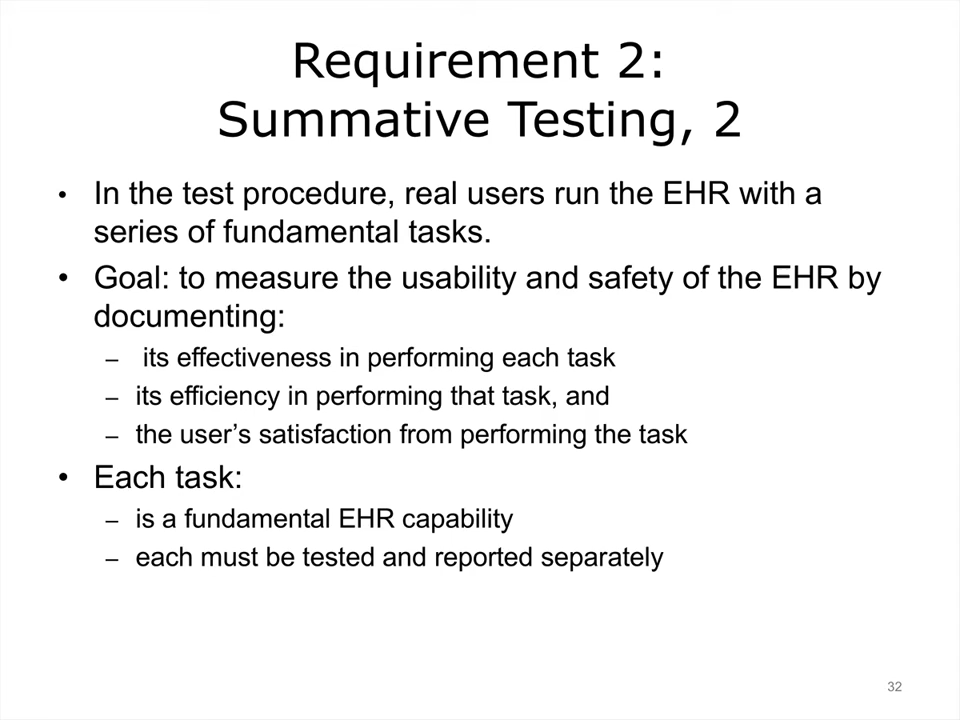 Requirement 2:
Summative Testing, 2
• In the test procedure, real users run the EHR with a
series of fundamental tasks.
• Goal: to measure the usability and safety of the EHR by
documenting:
– its effectiveness in performing each task
– its efficiency in performing that task, and
– the user’s satisfaction from performing the task
• Each task:
– is a fundamental EHR capability
– each must be tested and reported separately
32